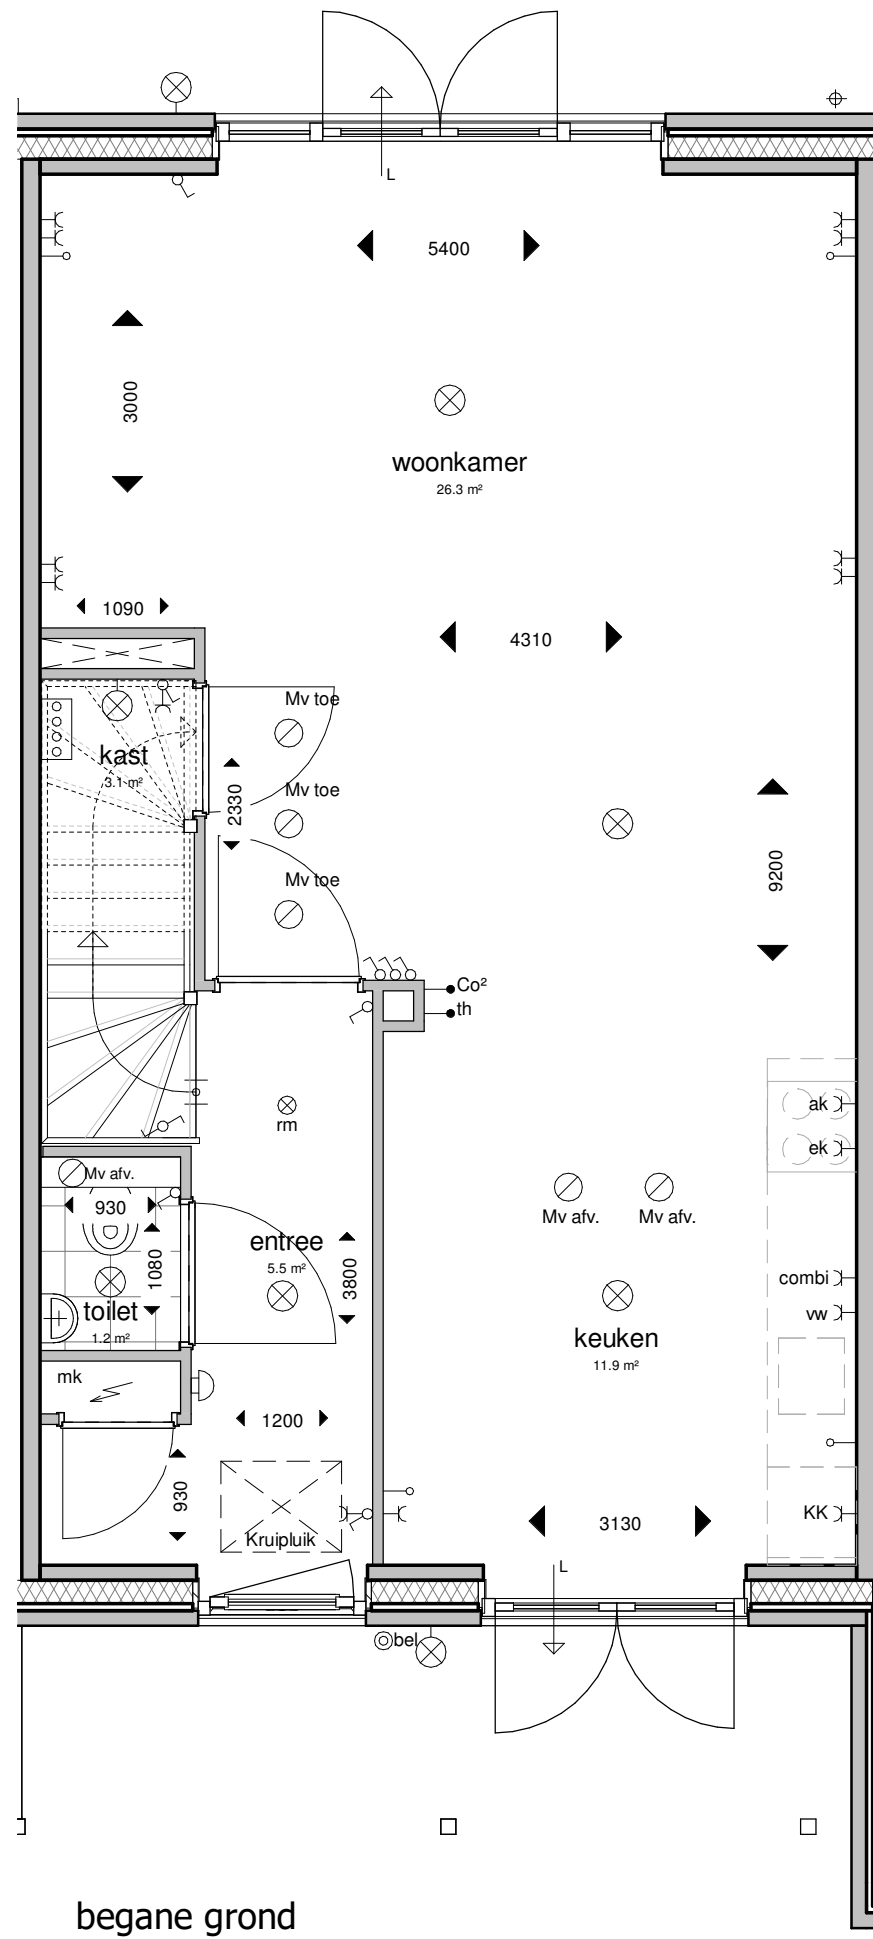 L
5400
3000
woonkamer
26.3 m²
1090
4310
Mv toe
kast
3.1 m²
Mv toe
2330
9200
Mv toe
Co²
th
ak
rm
ek
Mv afv.
930
Mv afv.
Mv afv.
entree
5.5 m²
1080
3800
combi
toilet
1.2 m²
vw
keuken
11.9 m²
mk
1200
930
KK
3130
Kruipluik
L
bel
begane grond